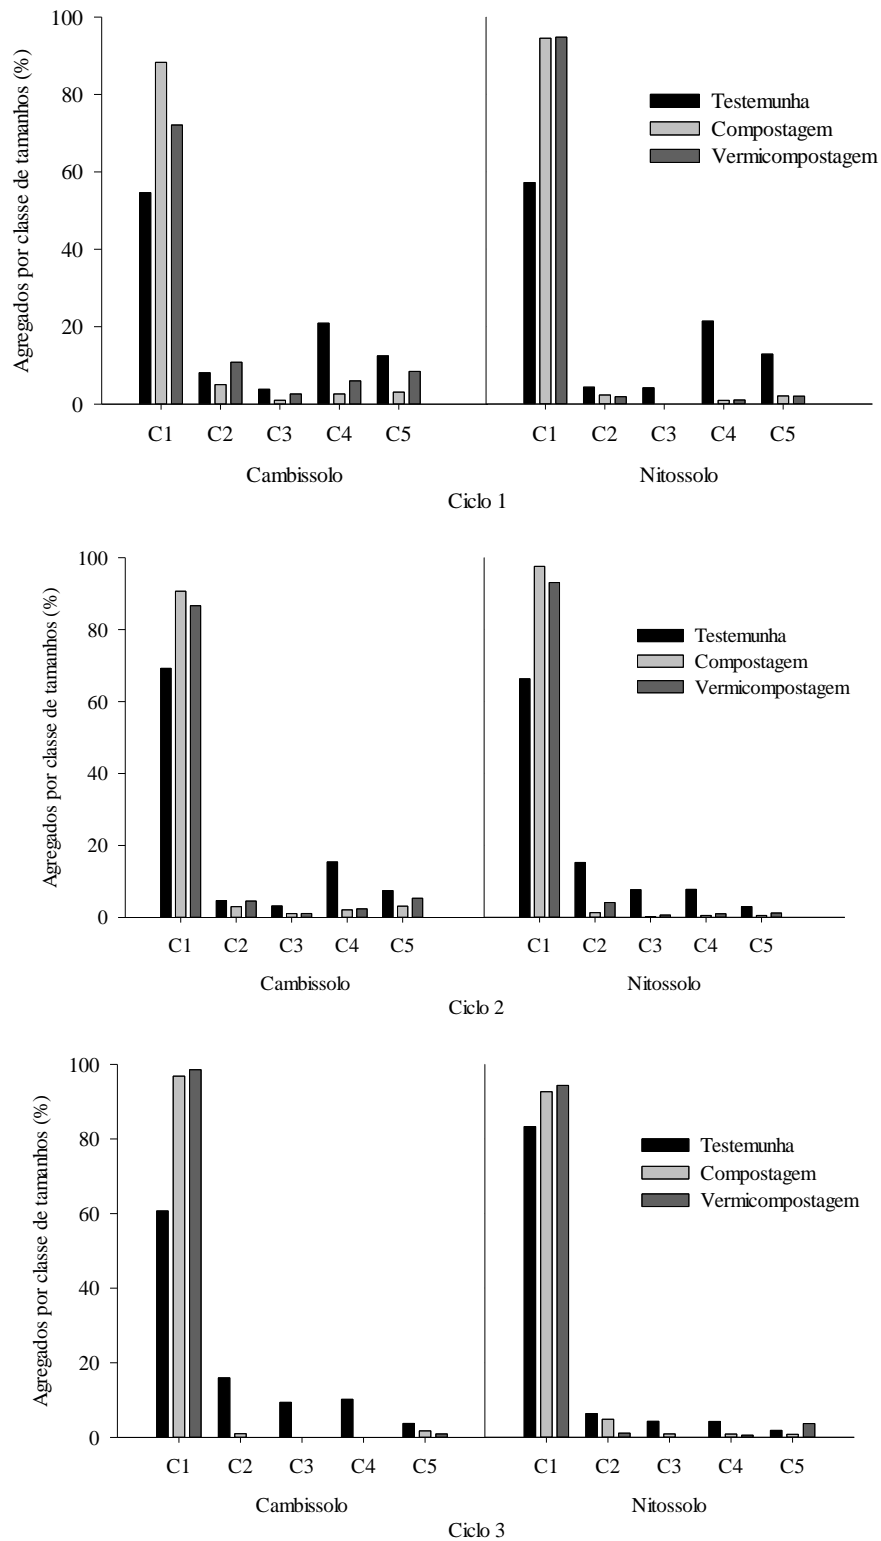 Agregados por classe de tamanhos (%)
100
80
60
40
20
0
Testemunha
Compostagem
Vermicompostagem
C1 C2 C3 C4 C5 C1 C2 C3 C4 C5
Cambissolo Nitossolo
Ciclo 1
Agregados por classe de tamanhos (%)
100
80
60
40
20
0
Testemunha
Compostagem
Vermicompostagem
C1 C2 C3 C4 C5 C1 C2 C3 C4 C5
Cambissolo Nitossolo
Ciclo 2
Agregados por classe de tamanhos (%)
100
80
60
40
20
0
Testemunha
Compostagem
Vermicompostagem
C1 C2 C3 C4 C5 C1 C2 C3 C4 C5
Cambissolo Nitossolo
Ciclo 3